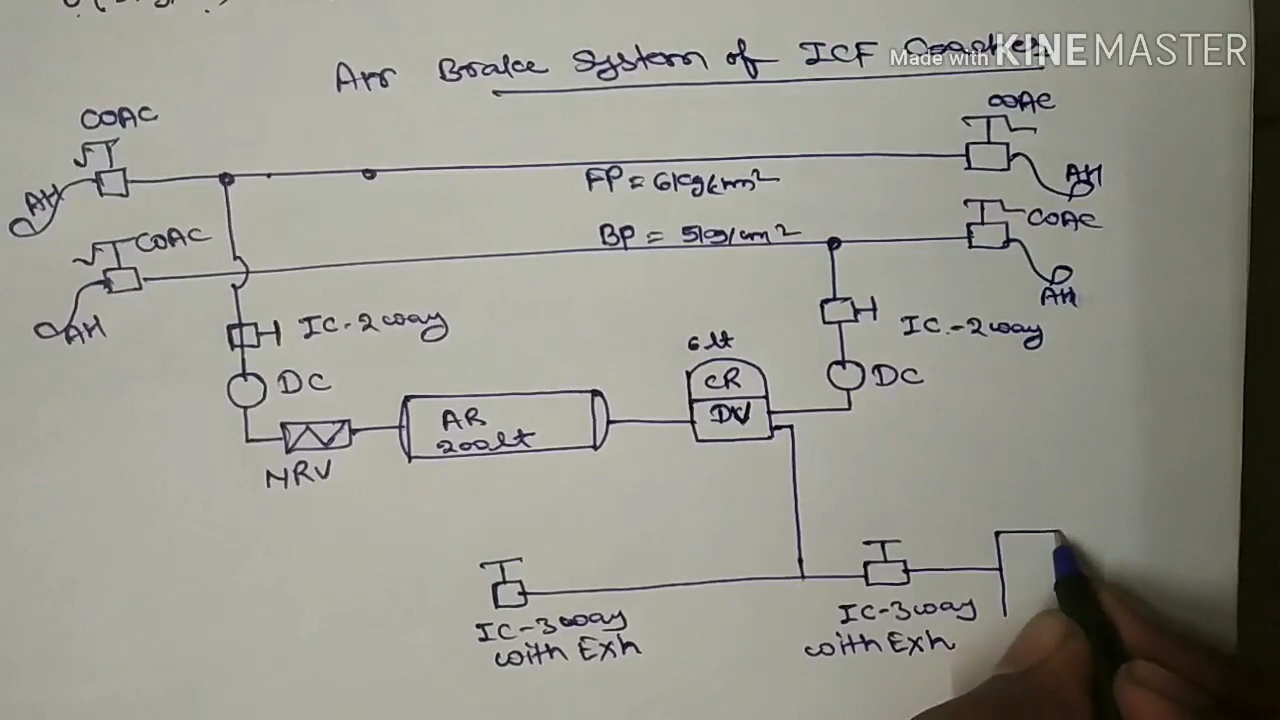 Air Brake System of ICF Coaches
Made with KINEMASTER
COAC
COAC
AH
AH
FP = 6kg/cm²
COAC
COAC
BP = 5kg/cm²
AH
AH
IC-2way
IC-2way
6 lt
CR
DV
DC
DC
AR
200lt
NRV
IC-3way
with Exh
IC-3way
with Exh